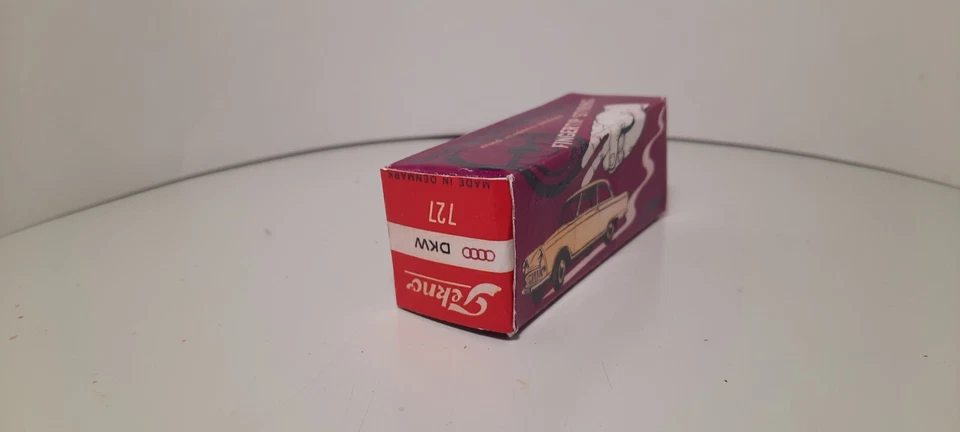 Tekno
DKW
727
MADE IN DENMARK
FINGERTIP STEERING